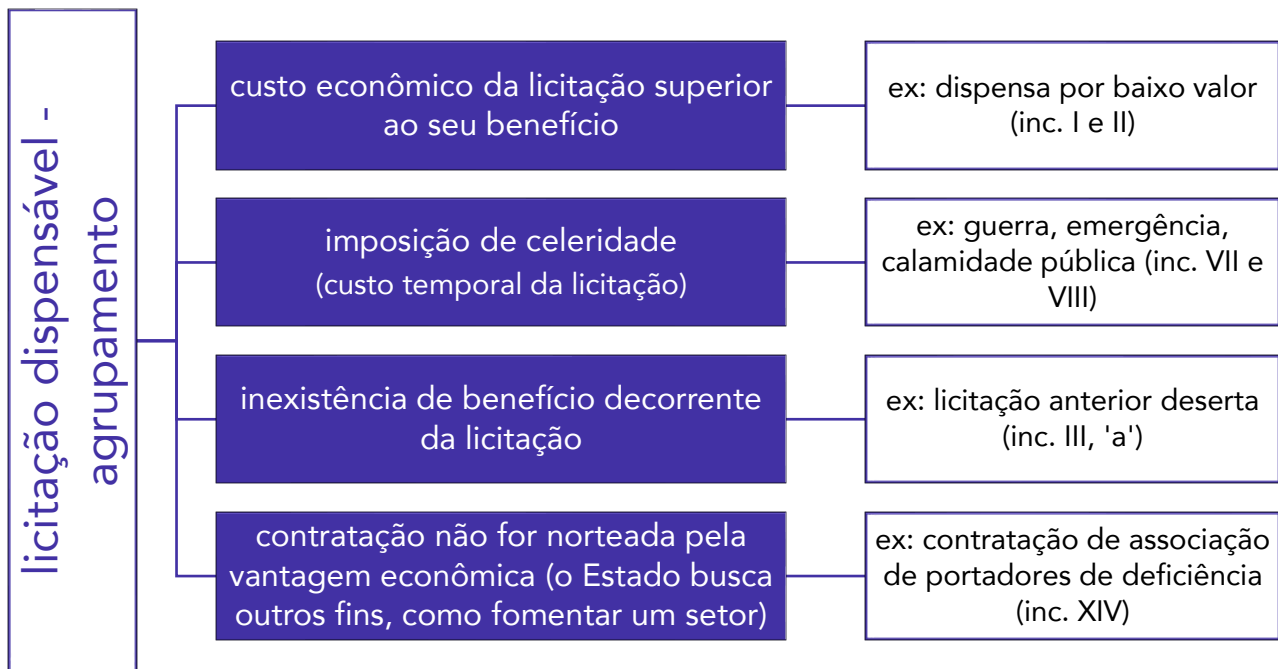 licitação dispensável -
agrupamento
custo econômico da licitação superior
ao seu benefício
ex: dispensa por baixo valor
(inc. I e II)
imposição de celeridade
(custo temporal da licitação)
ex: guerra, emergência,
calamidade pública (inc. VII e
VIII)
inexistência de benefício decorrente
da licitação
ex: licitação anterior deserta
(inc. III, 'a')
contratação não for norteada pela
vantagem econômica (o Estado busca
outros fins, como fomentar um setor)
ex: contratação de associação
de portadores de deficiência
(inc. XIV)